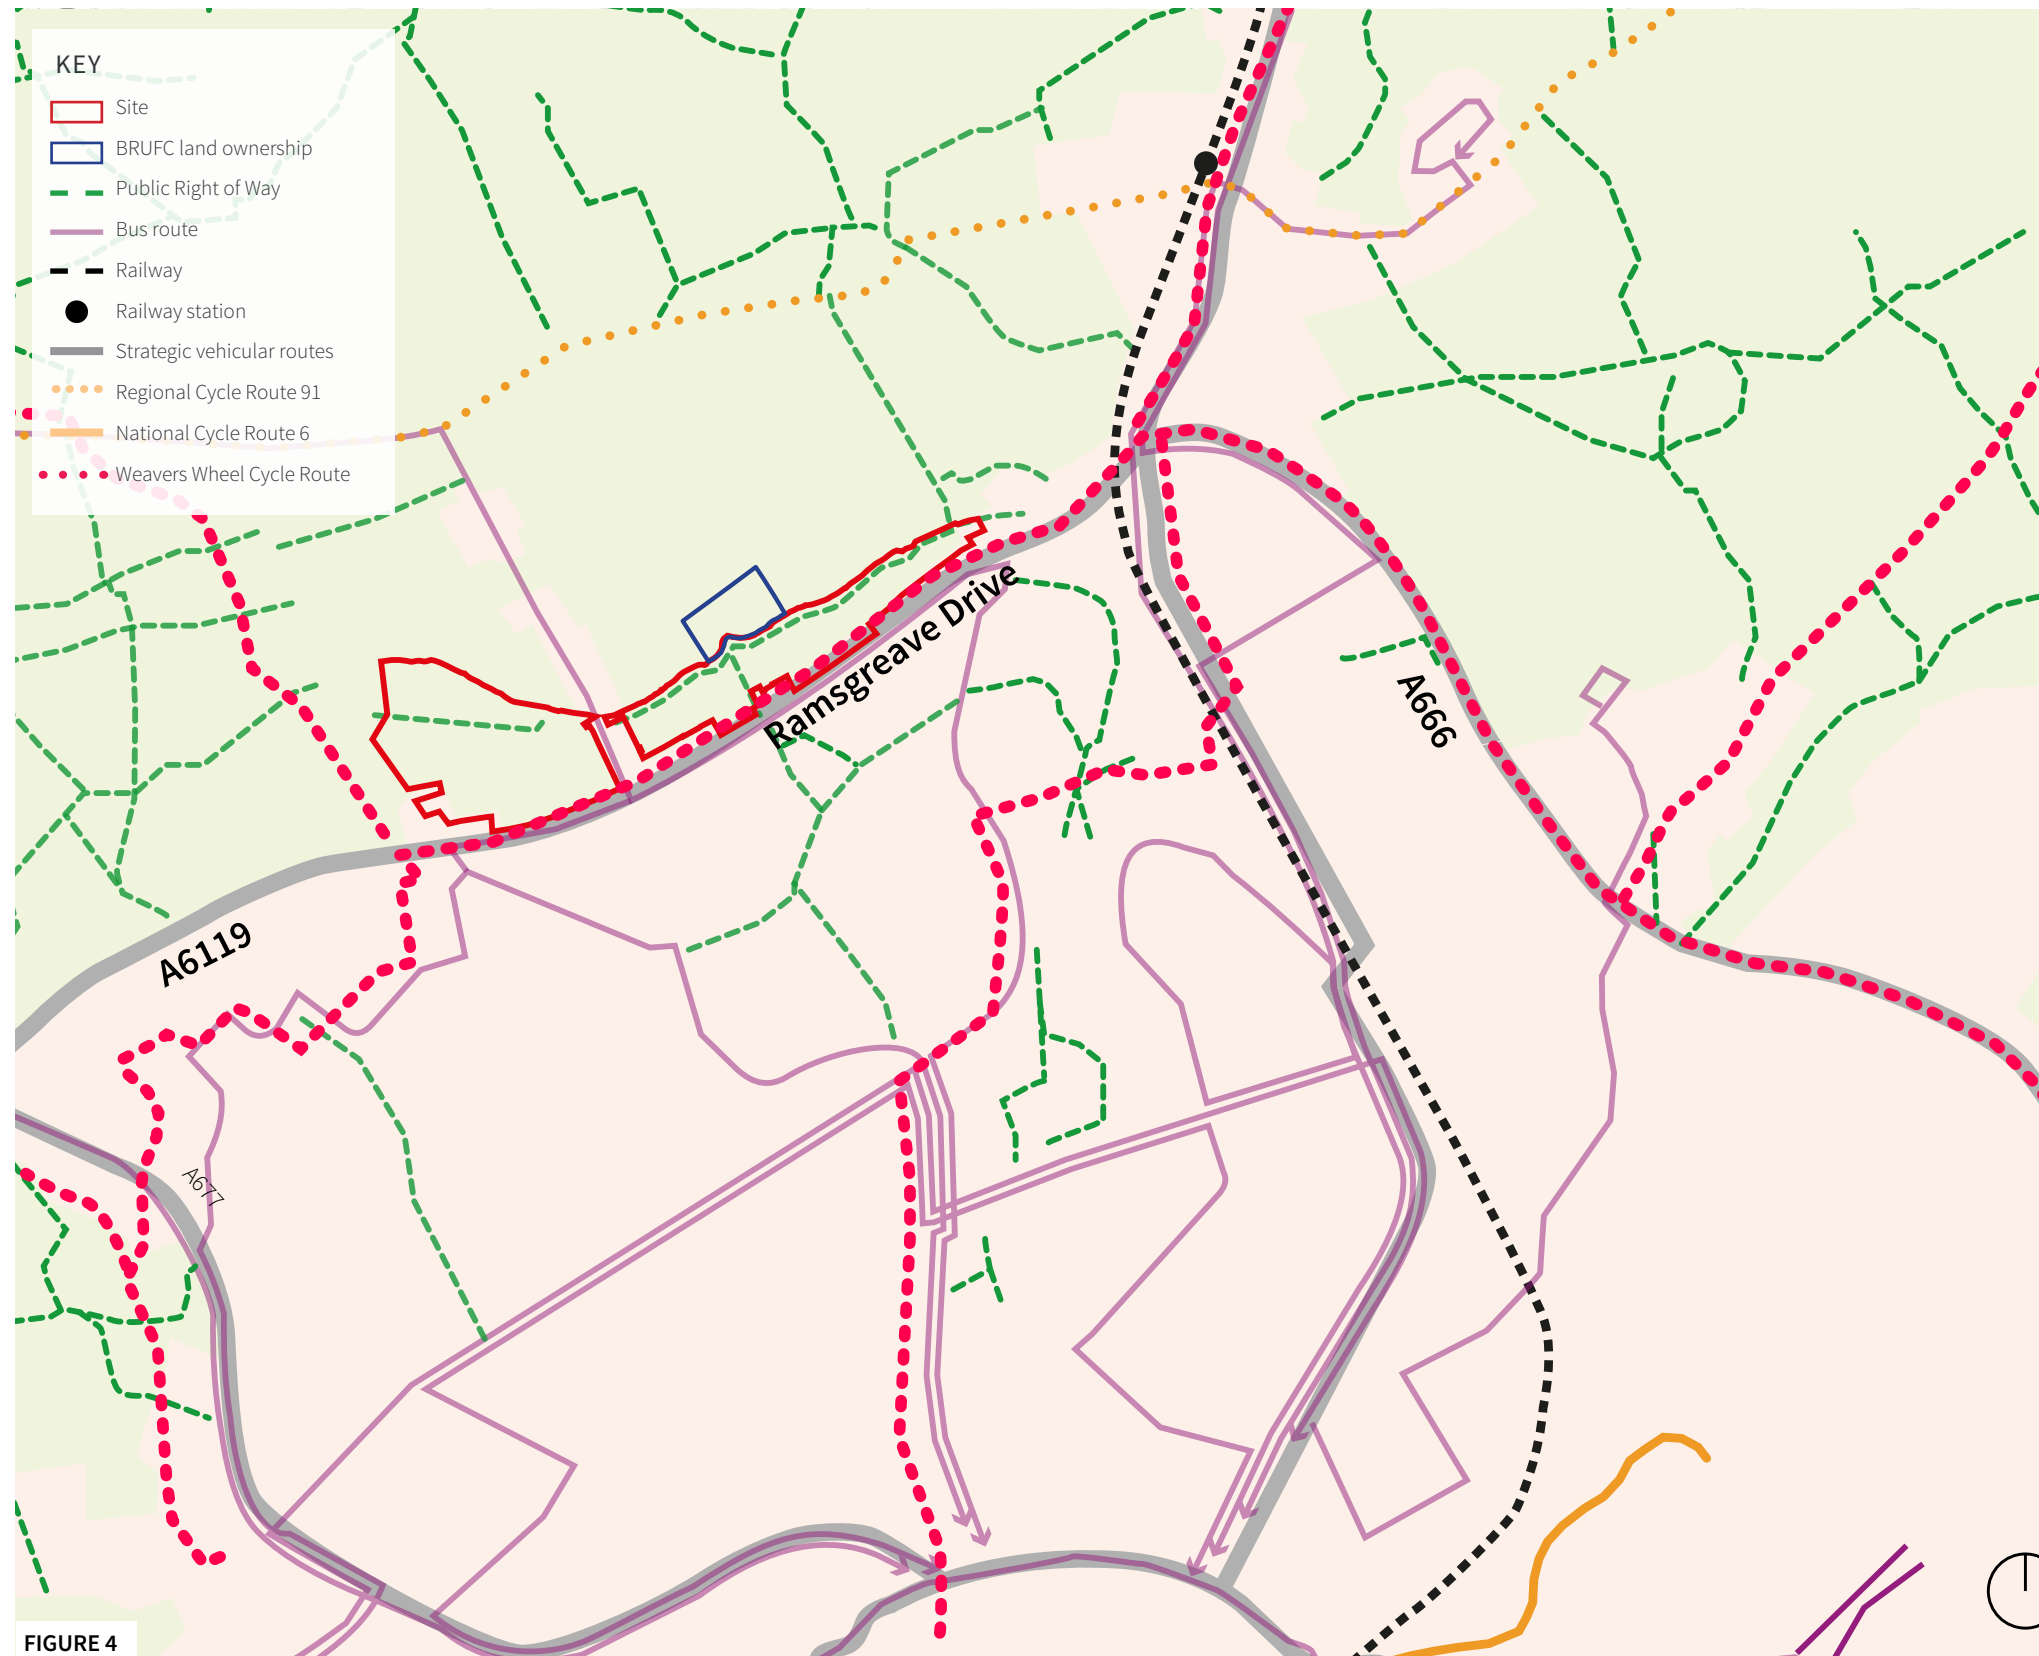 KEY
Site
BRUFC land ownership
Public Right of Way
Bus route
Railway
Railway station
Strategic vehicular routes
Regional Cycle Route 91
National Cycle Route 6
Weavers Wheel Cycle Route
Ramsgreave Drive
A666
A6119
A677
FIGURE 4